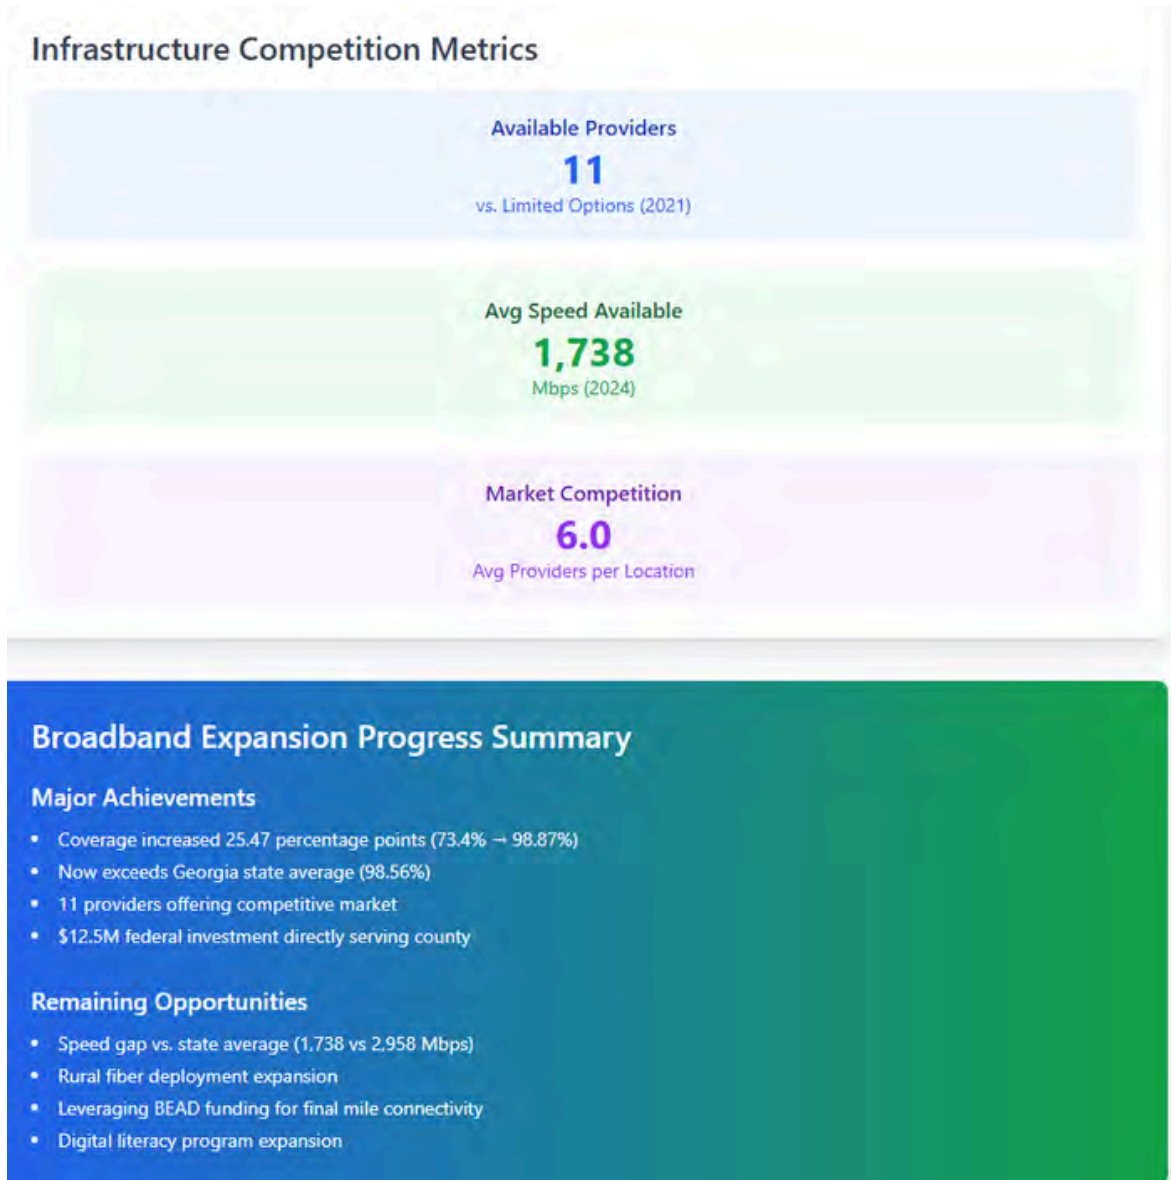 Infrastructure Competition Metrics
Available Providers
11
vs. Limited Options (2021)
Avg Speed Available
1,738
Mbps (2024)
Market Competition
6.0
Avg Providers per Location
Broadband Expansion Progress Summary
Major Achievements
• Coverage increased 25.47 percentage points (73.4% → 98.87%)
• Now exceeds Georgia state average (98.56%)
• 11 providers offering competitive market
• $12.5M federal investment directly serving county
Remaining Opportunities
• Speed gap vs. state average (1,738 vs 2,958 Mbps)
• Rural fiber deployment expansion
• Leveraging BEAD funding for final mile connectivity
• Digital literacy program expansion